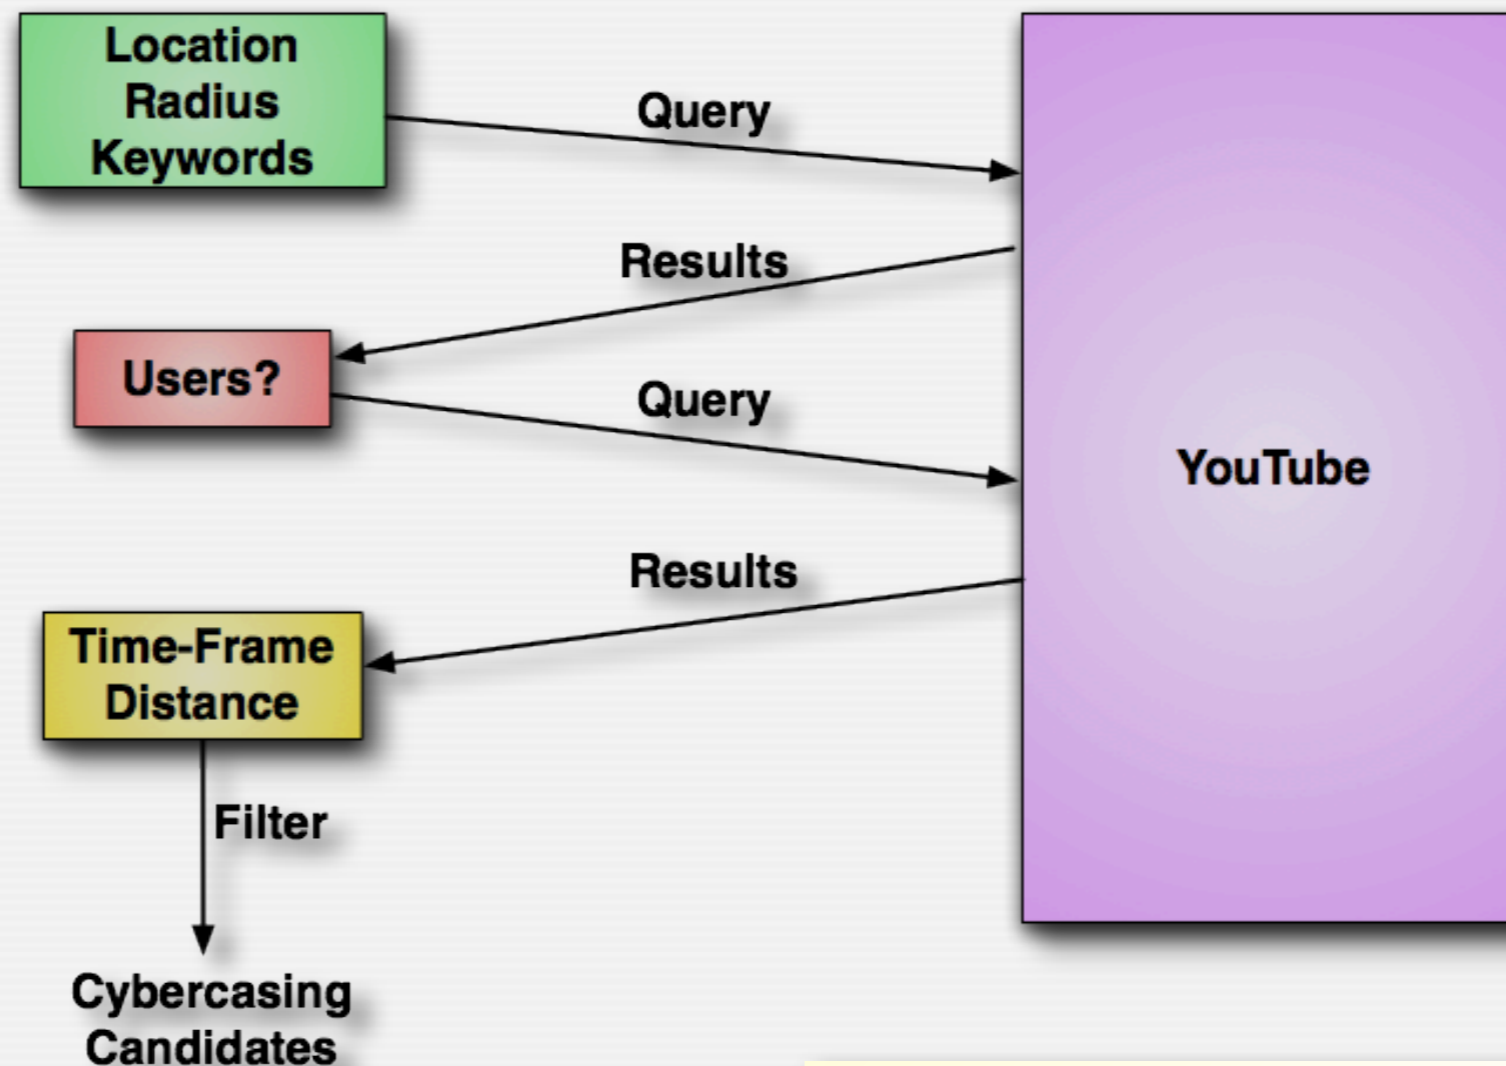 Location
Radius
Keywords
Query
Results
Users?
Query
YouTube
Results
Time-Frame
Distance
Filter
Cybercasing
Candidates